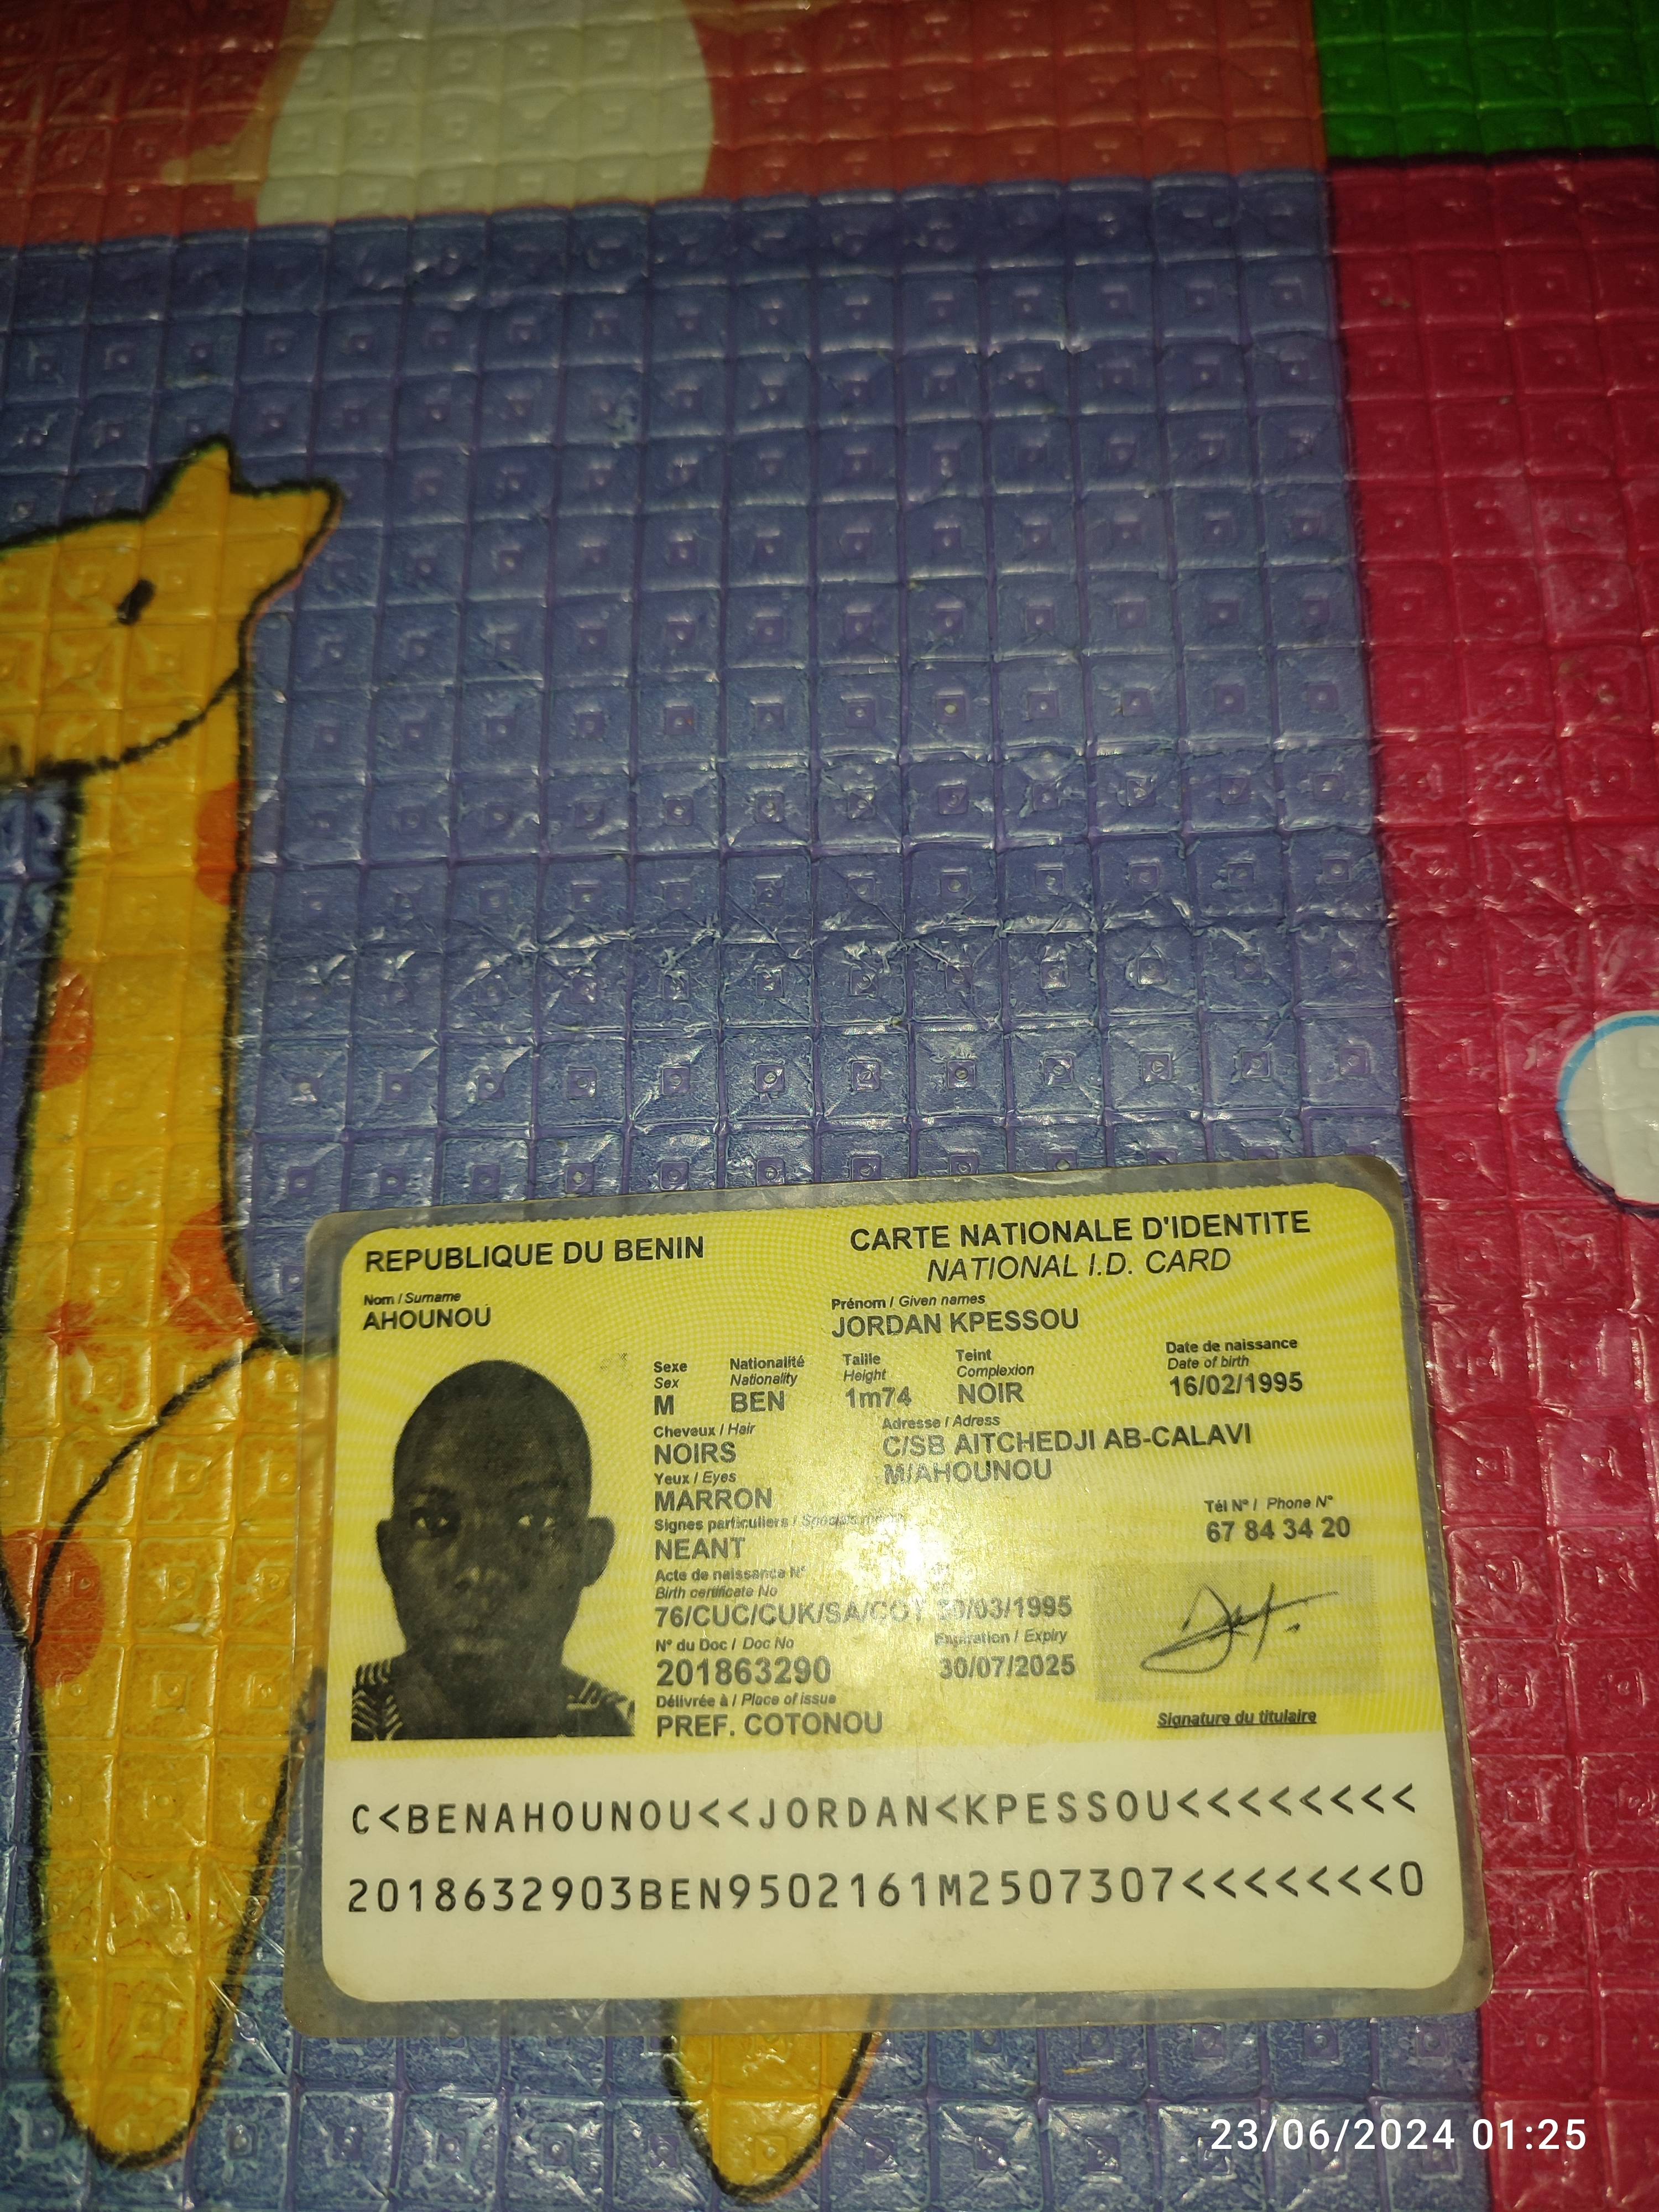 REPUBLIQUE DU BENIN
CARTE NATIONALE D'IDENTITE
NATIONAL I.D. CARD
Nom / Surname
AHOUNOU
Prénom / Given names
JORDAN KPESSOU
Sexe
Sex
M
Nationalité
Nationality
BEN
Taille
Height
1m74
Teint
Complexion
NOIR
Date de naissance
Date of birth
16/02/1995
Cheveux / Hair
NOIRS
Adresse / Adress
C/SB AITCHEDJI AB-CALAVI
M/AHOUNOU
Yeux / Eyes
MARRON
Signes particuliers /
NEANT
Tél N° / Phone N°
67 84 34 20
Acte de naissance N°
Birth certificate No
76/CUC/CUK/SA/COT 30/03/1995
N° du Doc / Doc No
201863290
Expiration / Expiry
30/07/2025
Délivrée à / Place of issue
PREF. COTONOU
Signature du titulaire
C<BENAHOUNOU<<JORDAN<KPESSOU<<<<<<<<
2018632903BEN9502161M2507307<<<<<<<0
23/06/2024 01:25